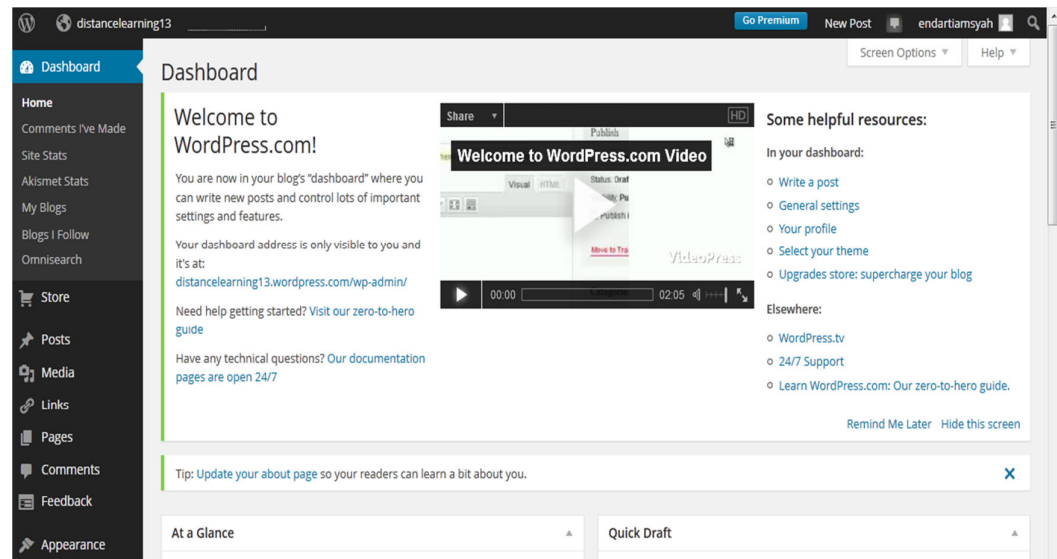 distancelearning13
Go Premium
New Post
endartiamsyah
Screen Options
Help
Dashboard
Home
Comments I've Made
Site Stats
Akismet Stats
My Blogs
Blogs I Follow
Omnisearch
Store
Posts
Media
Links
Pages
Comments
Feedback
Appearance
Dashboard
Welcome to
WordPress.com!
You are now in your blog's "dashboard" where you
can write new posts and control lots of important
settings and features.
Your dashboard address is only visible to you and
it's at:
distancelearning13.wordpress.com/wp-admin/
Need help getting started? Visit our zero-to-hero
guide
Have any technical questions? Our documentation
pages are open 24/7
Share
HD
Publish
Welcome to WordPress.com Video
Visual HTML
Status: Draf
Pu
Publish i
Move to Tra
VideoPress
00:00
02:05
Some helpful resources:
In your dashboard:
Write a post
General settings
Your profile
Select your theme
Upgrades store: supercharge your blog
Elsewhere:
WordPress.tv
24/7 Support
Learn WordPress.com: Our zero-to-hero guide.
Remind Me Later Hide this screen
Tip: Update your about page so your readers can learn a bit about you.
At a Glance
Quick Draft